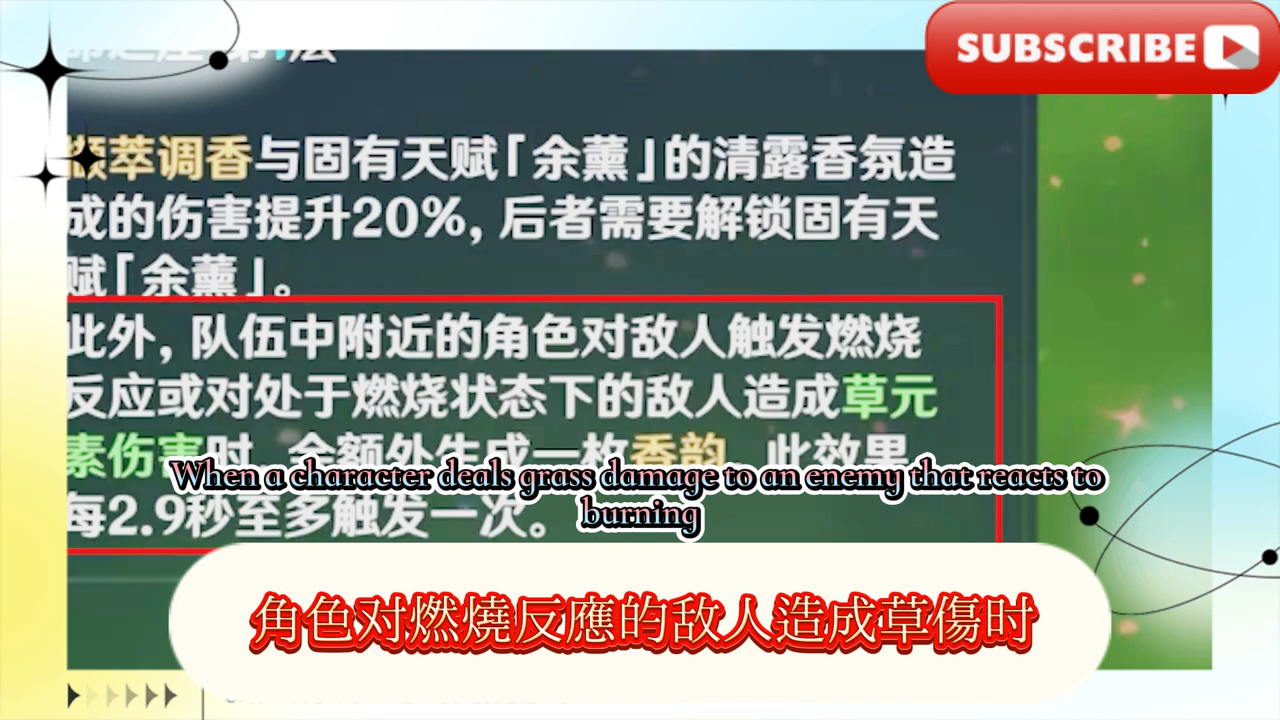 SUBSCRIBE
撷萃调香与固有天赋「余薰」的清露香氛造
成的伤害提升20%,后者需要解锁固有天
赋「余薰」。
此外,队伍中附近的角色对敌人触发燃烧
反应或对处于燃烧状态下的敌人造成草元
素伤害时,会额外生成一枚香韵,此效果
每2.9秒至多触发一次。
When a character deals grass damage to an enemy that reacts to
burning
角色对燃燒反應的敌人造成草傷时